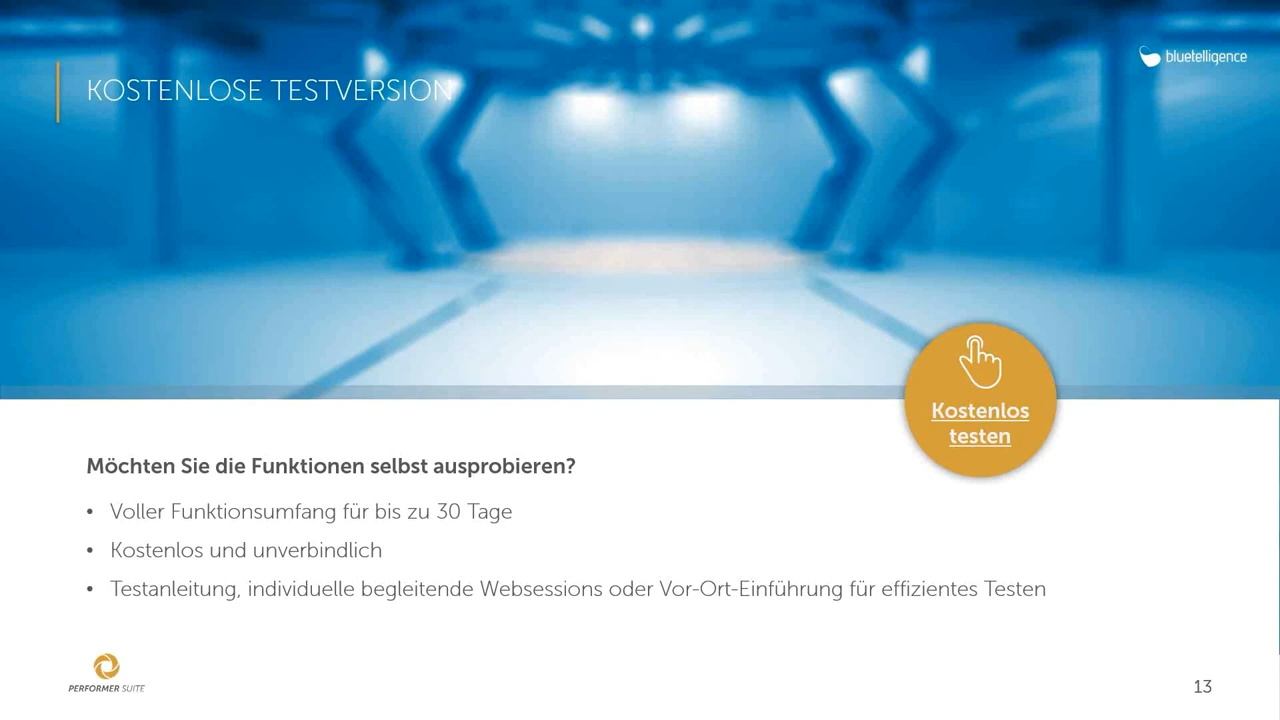 KOSTENLOSE TESTVERSION
bluetelligence
Kostenlos
testen
Möchten Sie die Funktionen selbst ausprobieren?
• Voller Funktionsumfang für bis zu 30 Tage
• Kostenlos und unverbindlich
• Testanleitung, individuelle begleitende Websessions oder Vor-Ort-Einführung für effizientes Testen
PERFORMER SUITE
13